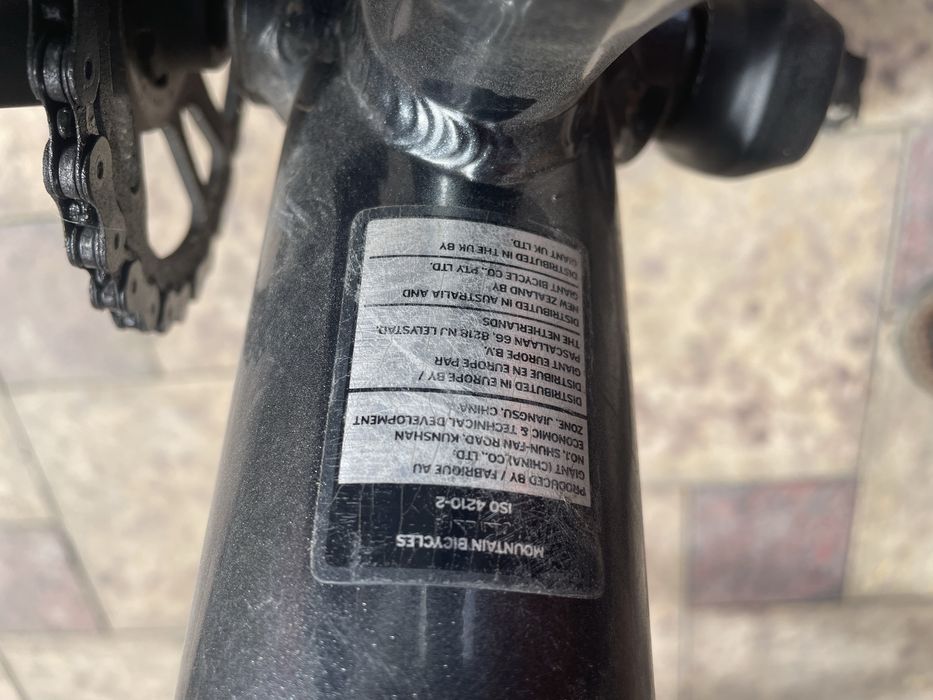 MOUNTAIN BICYCLES
ISO 4210-2
PRODUCED BY / FABRIQUE AU
GIANT (CHINA) CO., LTD.
NO.1, SHUN-FAN ROAD, KUNSHAN
ECONOMIC & TECHNICAL DEVELOPMENT
ZONE, JIANGSU, CHINA
DISTRIBUTED IN EUROPE BY /
DISTRIBUE EN EUROPE PAR
GIANT EUROPE B.V.
PASCALLAAN 66, 8218 NJ LELYSTAD,
THE NETHERLANDS
DISTRIBUTED IN AUSTRALIA AND
NEW ZEALAND BY
GIANT BICYCLE CO., PTY LTD.
DISTRIBUTED IN THE UK BY
GIANT UK LTD.